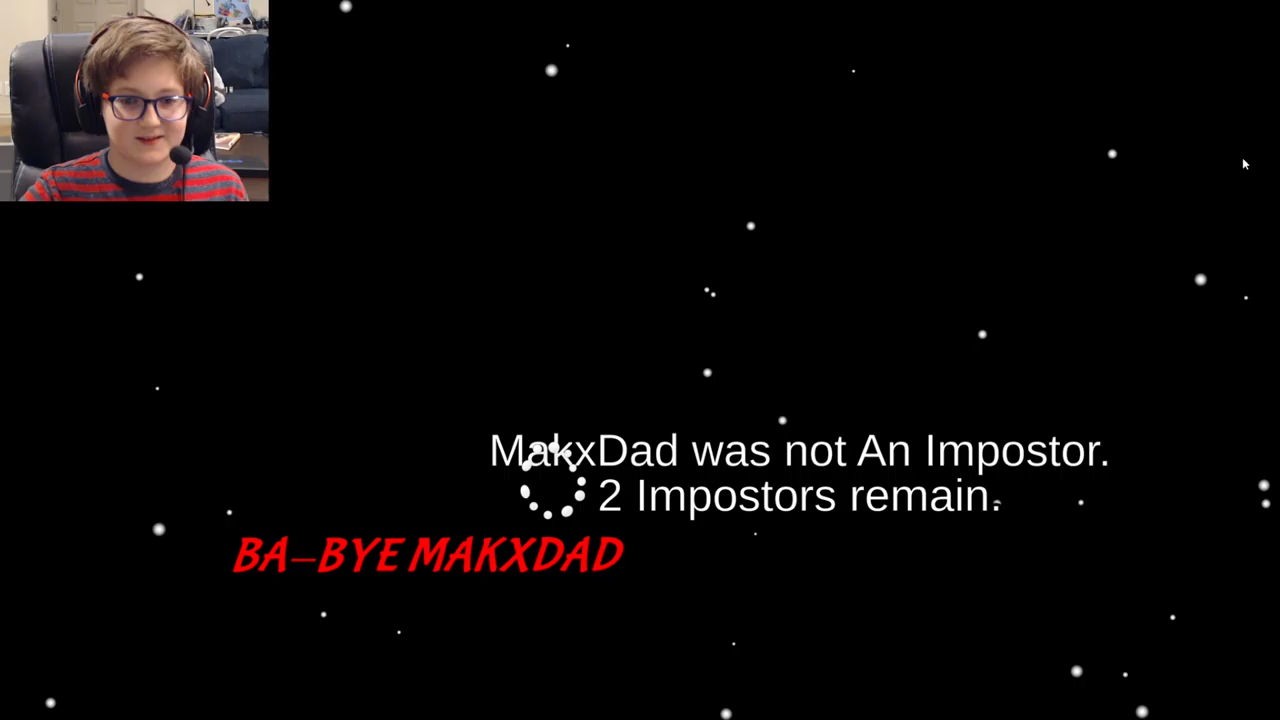 MakxDad was not An Impostor.
2 Impostors remain.
BA-BYE MAKXDAD